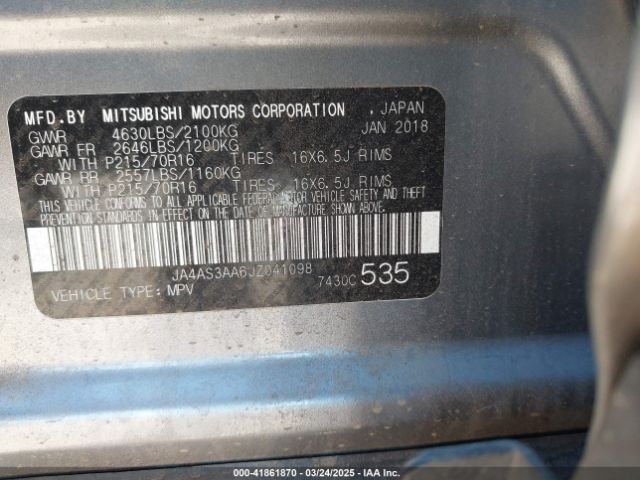 MFD.BY MITSUBISHI MOTORS CORPORATION , JAPAN
GVWR 4630LBS/2100KG JAN 2018
GAWR FR 2646LBS/1200KG
WITH P215/70R16 TIRES 16X6.5J RIMS
GAWR RR 2557LBS/1160KG
WITH P215/70R16 TIRES 16X6.5J RIMS
THIS VEHICLE CONFORMS TO ALL APPLICABLE FEDERAL MOTOR VEHICLE SAFETY AND THEFT
PREVENTION STANDARDS IN EFFECT ON THE DATE OF MANUFACTURE SHOWN ABOVE.
JA4AS3AA6JZ041098
VEHICLE TYPE: MPV 7430C 535
000-41861870 - 03/24/2025 - IAA Inc.